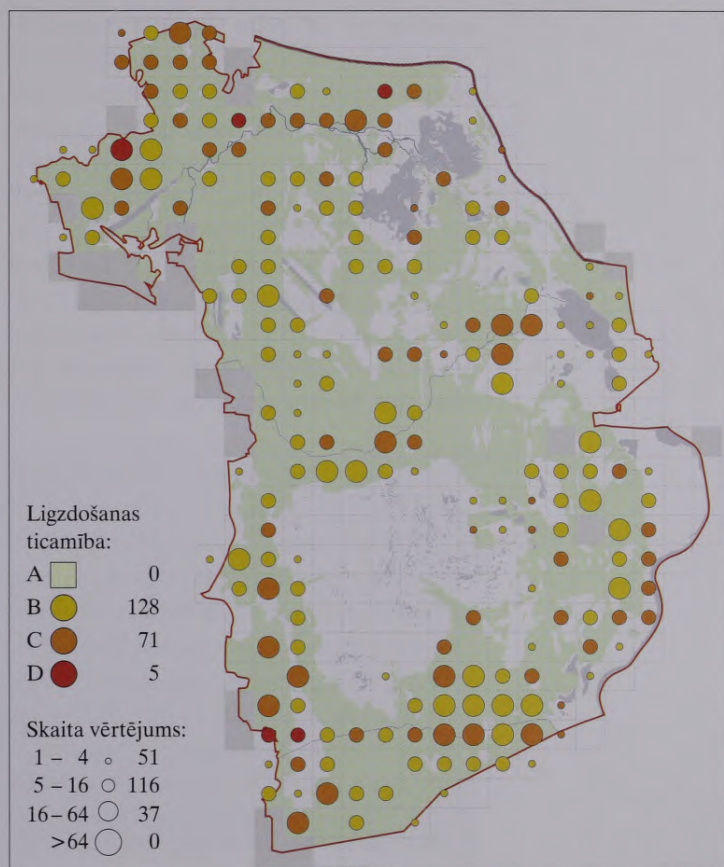 Ligzdošanas
ticamība:
A 0
B 128
C 71
D 5
Skaita vērtējums:
1 – 4 51
5 – 16 116
16 – 64 37
>64 0